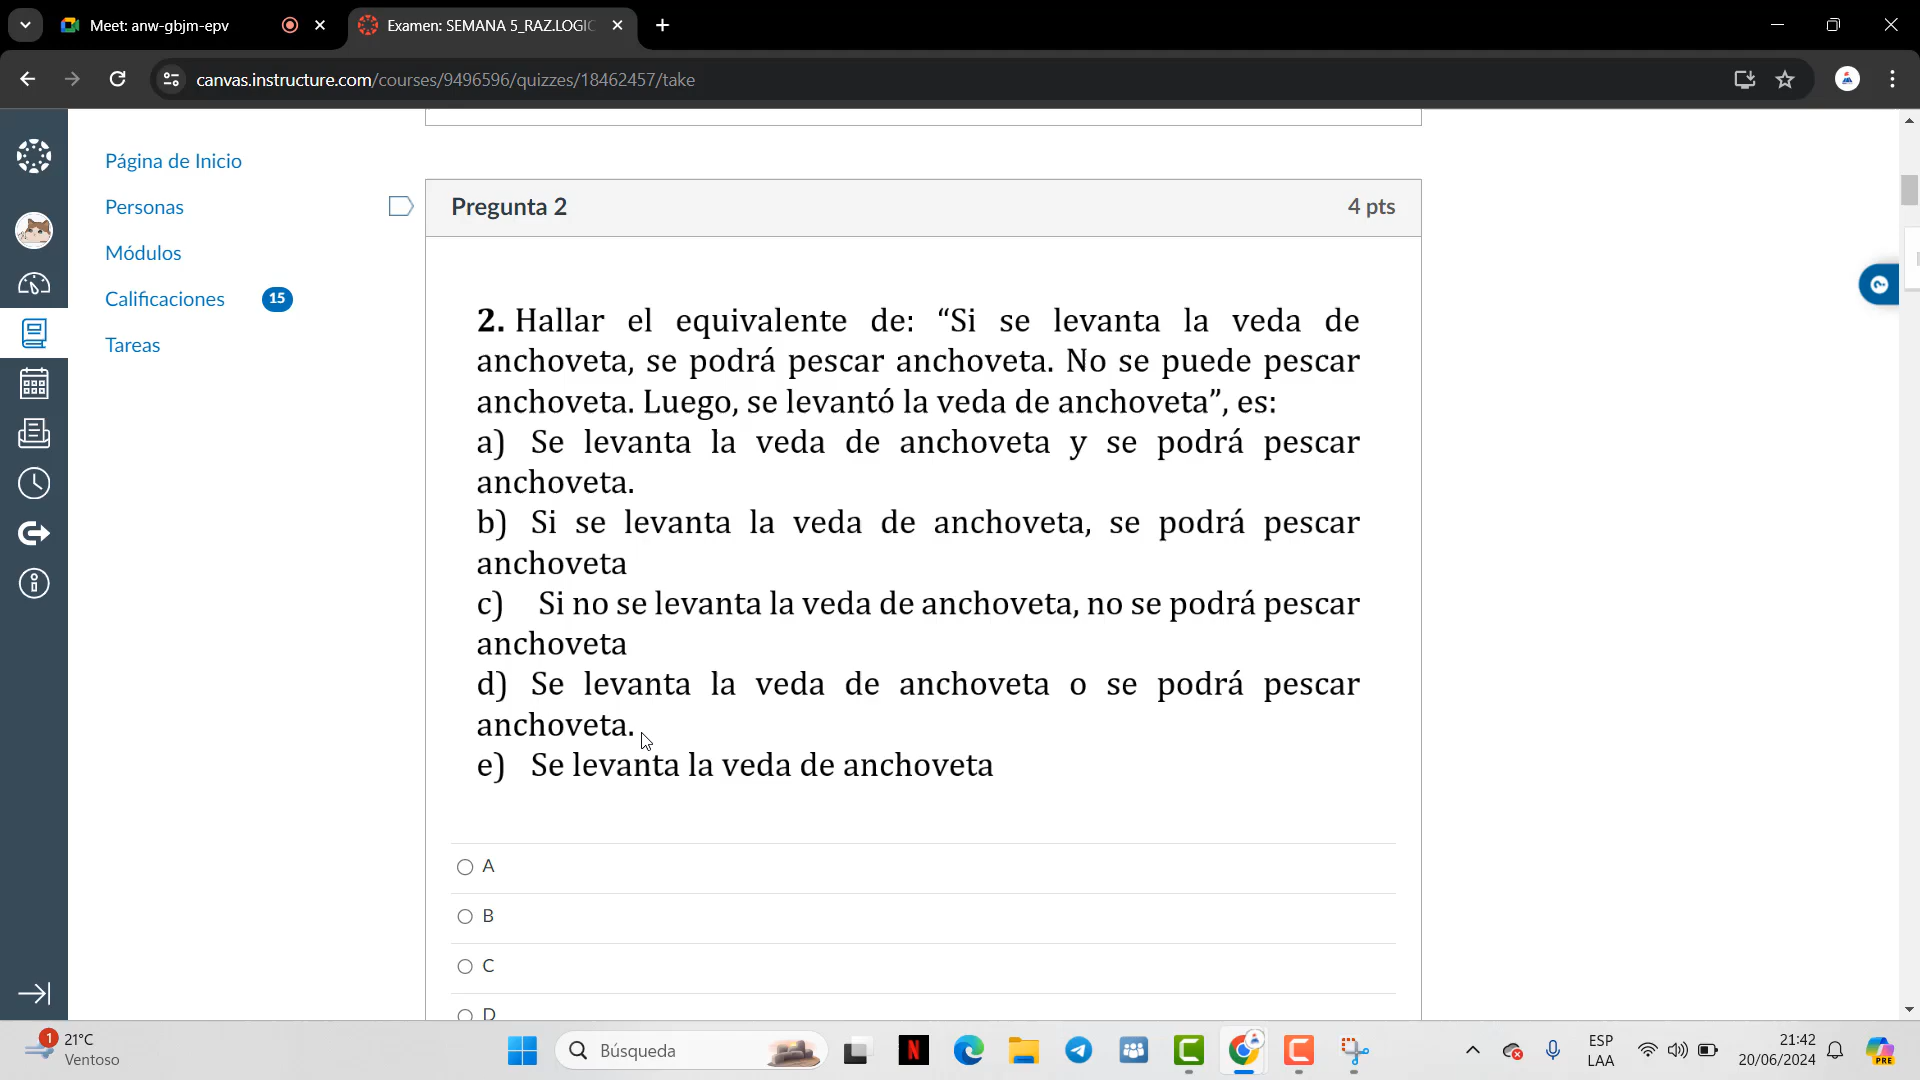 Meet: anw-gbjm-epv
Examen: SEMANA 5_RAZ.LOGIC
canvas.instructure.com/courses/9496596/quizzes/18462457/take
Página de Inicio
Personas
Módulos
Calificaciones 15
Tareas
Pregunta 2 4 pts
2. Hallar el equivalente de: “Si se levanta la veda de
anchoveta, se podrá pescar anchoveta. No se puede pescar
anchoveta. Luego, se levantó la veda de anchoveta”, es:
a) Se levanta la veda de anchoveta y se podrá pescar
anchoveta.
b) Si se levanta la veda de anchoveta, se podrá pescar
anchoveta
c) Si no se levanta la veda de anchoveta, no se podrá pescar
anchoveta
d) Se levanta la veda de anchoveta o se podrá pescar
anchoveta.
e) Se levanta la veda de anchoveta
A
B
C
D
1
21°C
Ventoso
Búsqueda
N
ESP
LAA
21:42
20/06/2024
PRE